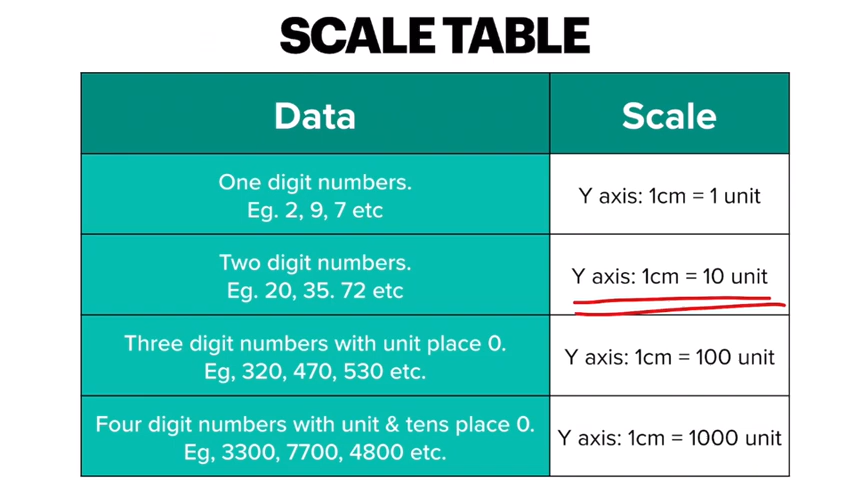 SCALE TABLE
Data
Scale
One digit numbers.
Eg. 2, 9, 7 etc
Y axis: 1cm = 1 unit
Two digit numbers.
Eg. 20, 35. 72 etc
Y axis: 1cm = 10 unit
Three digit numbers with unit place 0.
Eg, 320, 470, 530 etc.
Y axis: 1cm = 100 unit
Four digit numbers with unit & tens place 0.
Eg, 3300, 7700, 4800 etc.
Y axis: 1cm = 1000 unit